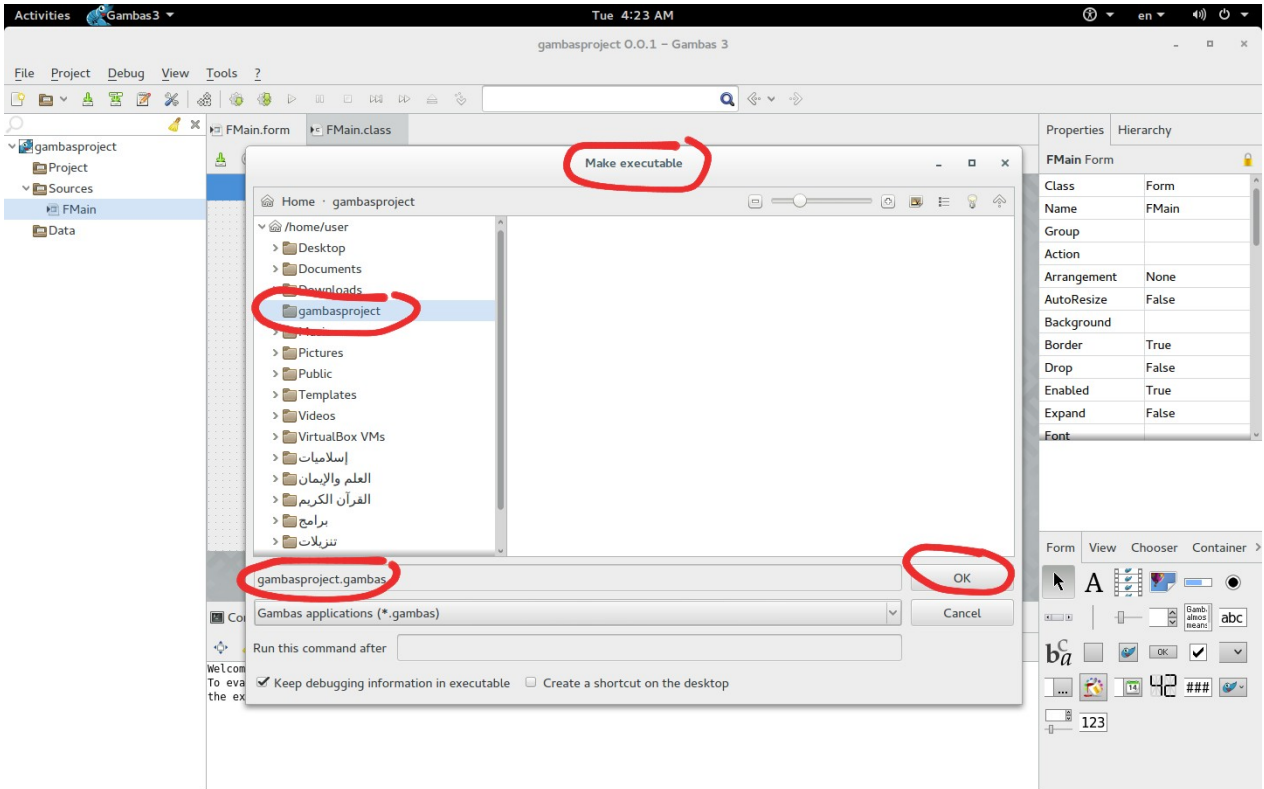 Activities Gambas3 Tue 4:23 AM en
gambasproject 0.0.1 – Gambas 3
File Project Debug View Tools ?
FMain.form FMain.class
gambasproject
Project
Sources
FMain
Data
Make executable
Home · gambasproject
/home/user
Desktop
Documents
Downloads
gambasproject
Pictures
Public
Templates
Videos
VirtualBox VMs
إسلاميات
العلم والإيمان
القرآن الكريم
برامج
تنزيلات
gambasproject.gambas
OK
Gambas applications (*.gambas)
Cancel
Run this command after
Keep debugging information in executable Create a shortcut on the desktop
Welcom
To eva
the ex
Properties Hierarchy
FMain Form
Class Form
Name FMain
Group
Action
Arrangement None
AutoResize False
Background
Border True
Drop False
Enabled True
Expand False
Font
Form View Chooser Container
A
Gamb.
almos
means
abc
OK
14
42 ###
123